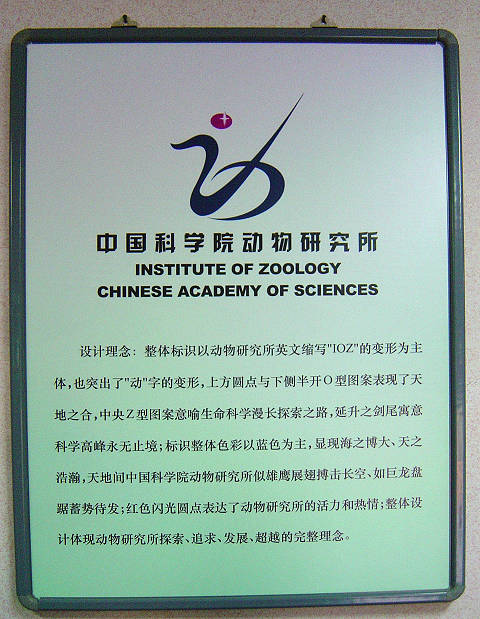 中国科学院动物研究所
INSTITUTE OF ZOOLOGY
CHINESE ACADEMY OF SCIENCES
设计理念：整体标识以动物研究所英文缩写"IOZ"的变形为主
体，也突出了"动"字的变形，上方圆点与下侧半开O型图案表现了天
地之合，中央Z型图案意喻生命科学漫长探索之路，延升之剑尾寓意
科学高峰永无止境；标识整体色彩以蓝色为主，显现海之博大、天之
浩瀚，天地间中国科学院动物研究所似雄鹰展翅搏击长空、如巨龙盘
踞蓄势待发；红色闪光圆点表达了动物研究所的活力和热情；整体设
计体现动物研究所探索、追求、发展、超越的完整理念。